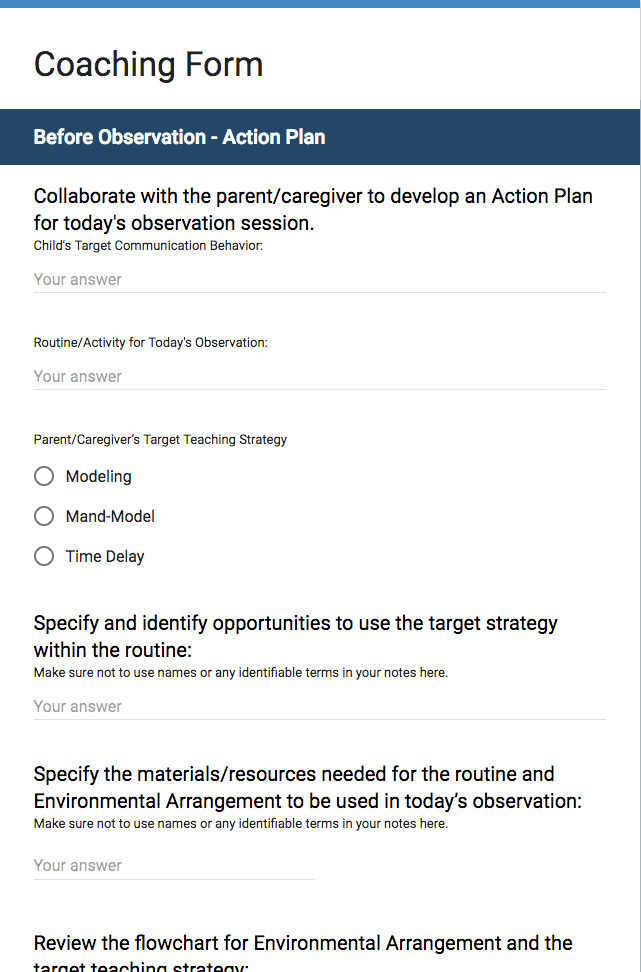 Coaching Form
Before Observation - Action Plan
Collaborate with the parent/caregiver to develop an Action Plan
for today's observation session.
Child's Target Communication Behavior:
Your answer
Routine/Activity for Today's Observation:
Your answer
Parent/Caregiver’s Target Teaching Strategy
Modeling
Mand-Model
Time Delay
Specify and identify opportunities to use the target strategy
within the routine:
Make sure not to use names or any identifiable terms in your notes here.
Your answer
Specify the materials/resources needed for the routine and
Environmental Arrangement to be used in today’s observation:
Make sure not to use names or any identifiable terms in your notes here.
Your answer
Review the flowchart for Environmental Arrangement and the
target teaching strategy: